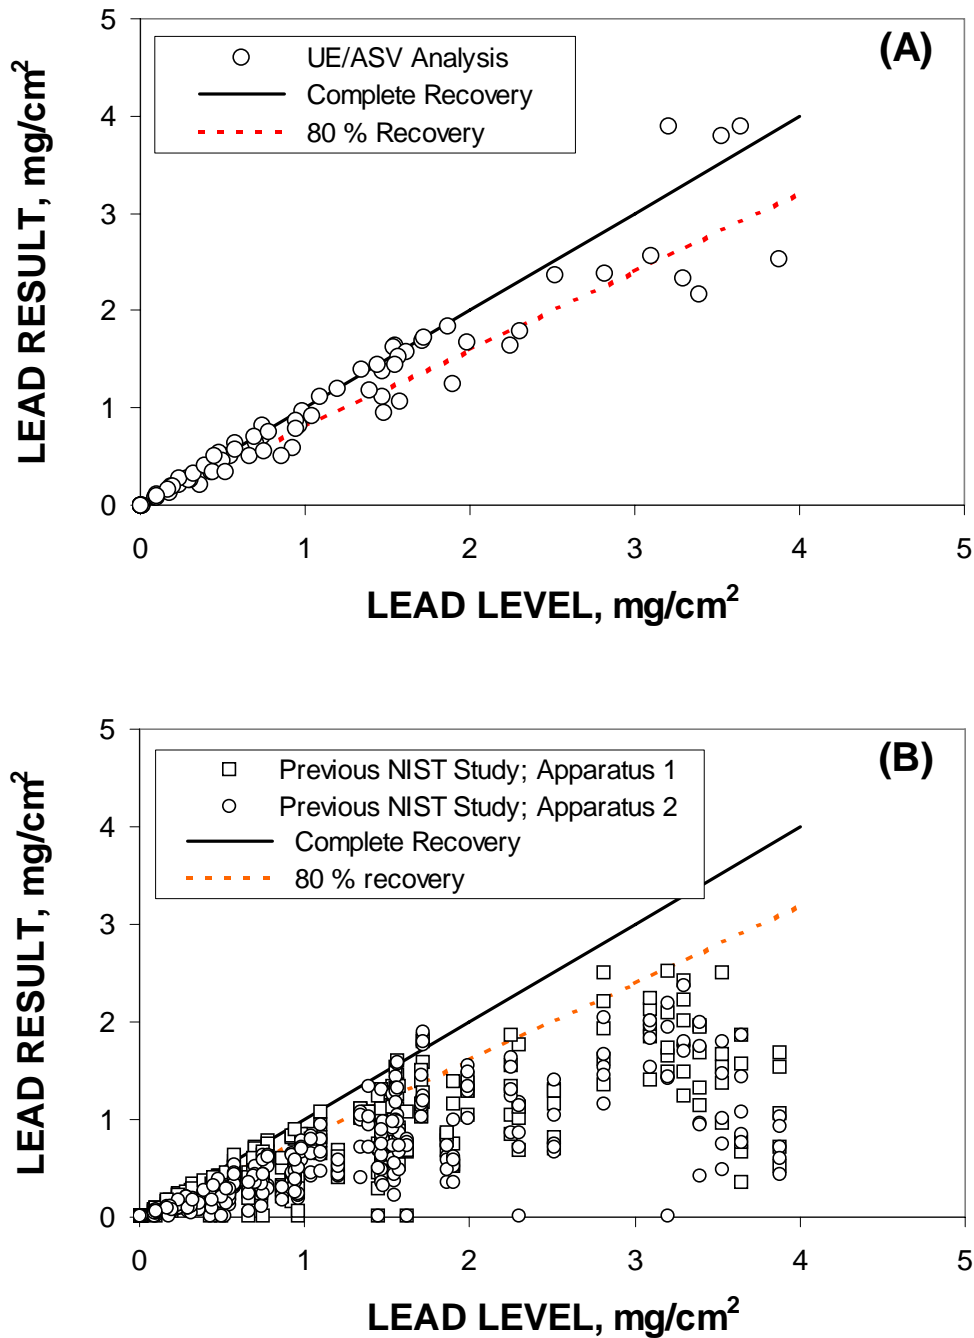 (A)
UE/ASV Analysis
Complete Recovery
80 % Recovery
LEAD RESULT, mg/cm²
5
4
3
2
1
0
0 1 2 3 4 5
LEAD LEVEL, mg/cm²
(B)
Previous NIST Study; Apparatus 1
Previous NIST Study; Apparatus 2
Complete Recovery
80 % recovery
LEAD RESULT, mg/cm²
5
4
3
2
1
0
0 1 2 3 4 5
LEAD LEVEL, mg/cm²